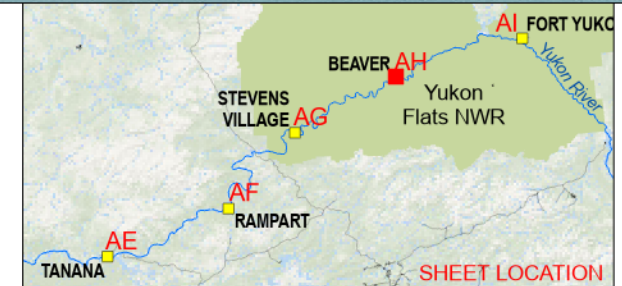 AI FORT YUKO
BEAVER AH
Yukon River
Yukon
Flats NWR
STEVENS
VILLAGE AG
AF
RAMPART
AE
TANANA
SHEET LOCATION